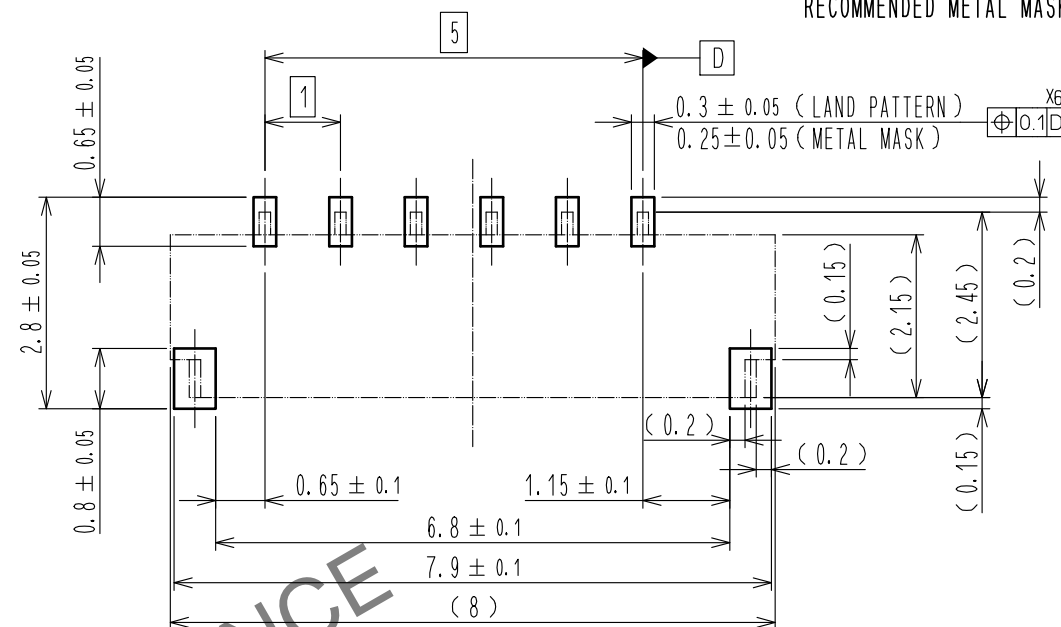 RECOMMENDED METAL MASK
5
D
1
0.65 ± 0.05
0.3 ± 0.05 (LAND PATTERN)
0.25±0.05 (METAL MASK)
X6
⌖ 0.1 D
2.8 ± 0.05
(0.15)
(2.15)
(2.45)
(0.2)
0.8 ± 0.05
(0.2)
(0.2)
(0.15)
0.65 ± 0.1
1.15 ± 0.1
6.8 ± 0.1
7.9 ± 0.1
(8)